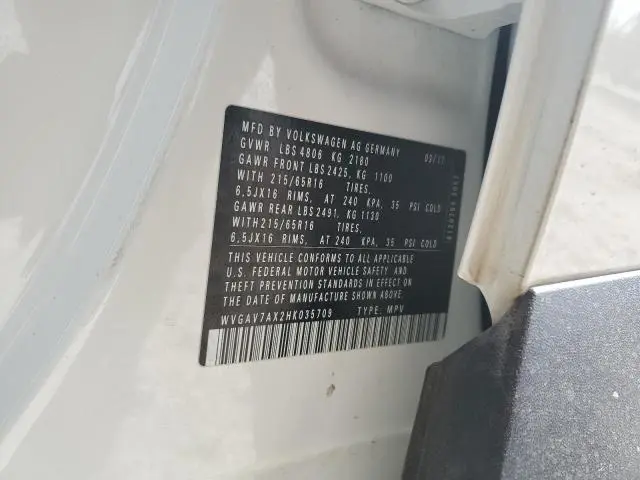 MFD BY VOLKSWAGEN AG GERMANY
GVWR LBS 4806 KG 2180
GAWR FRONT LBS 2425, KG 1100
WITH 215/65R16 TIRES,
6,5JX16 RIMS, AT 240 KPA, 35 PSI COLD
GAWR REAR LBS 2491, KG 1130
WITH215/65R16 TIRES,
6,5JX16 RIMS, AT 240 KPA, 35 PSI COLD
THIS VEHICLE CONFORMS TO ALL APPLICABLE
U.S. FEDERAL MOTOR VEHICLE SAFETY AND
THEFT PREVENTION STANDARDS IN EFFECT ON
THE DATE OF MANUFACTURE SHOWN ABOVE.
WVGAV7AX2HK035709 TYPE: MPV